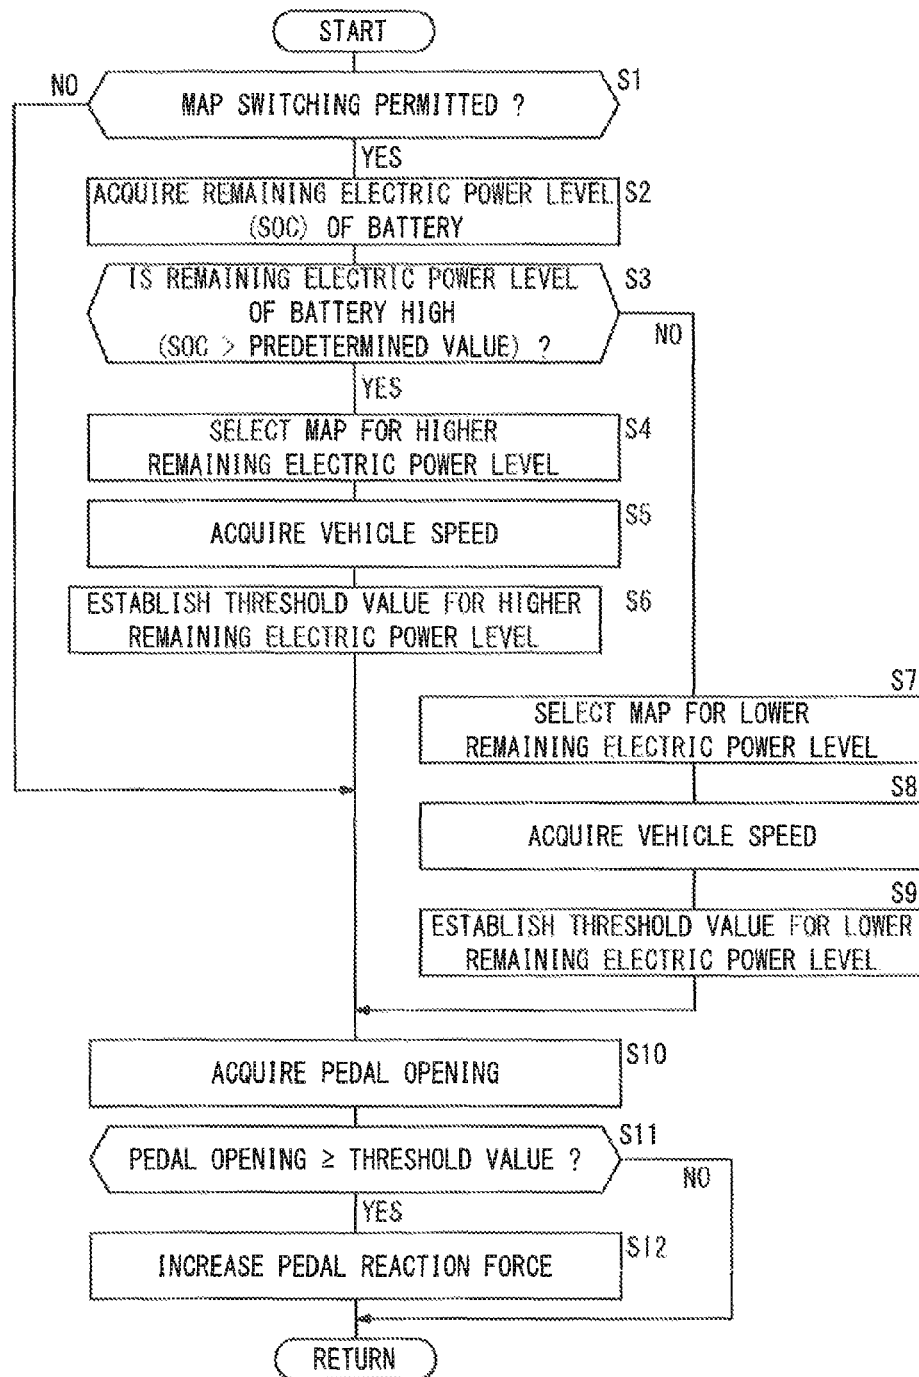 START
NO
S1
MAP SWITCHING PERMITTED ?
YES
ACQUIRE REMAINING ELECTRIC POWER LEVEL
(SOC) OF BATTERY
S2
IS REMAINING ELECTRIC POWER LEVEL
OF BATTERY HIGH
(SOC > PREDETERMINED VALUE) ?
S3
NO
YES
SELECT MAP FOR HIGHER
REMAINING ELECTRIC POWER LEVEL
S4
ACQUIRE VEHICLE SPEED
S5
ESTABLISH THRESHOLD VALUE FOR HIGHER
REMAINING ELECTRIC POWER LEVEL
S6
S7
SELECT MAP FOR LOWER
REMAINING ELECTRIC POWER LEVEL
S8
ACQUIRE VEHICLE SPEED
S9
ESTABLISH THRESHOLD VALUE FOR LOWER
REMAINING ELECTRIC POWER LEVEL
ACQUIRE PEDAL OPENING
S10
PEDAL OPENING ≥ THRESHOLD VALUE ?
S11
NO
YES
INCREASE PEDAL REACTION FORCE
S12
RETURN